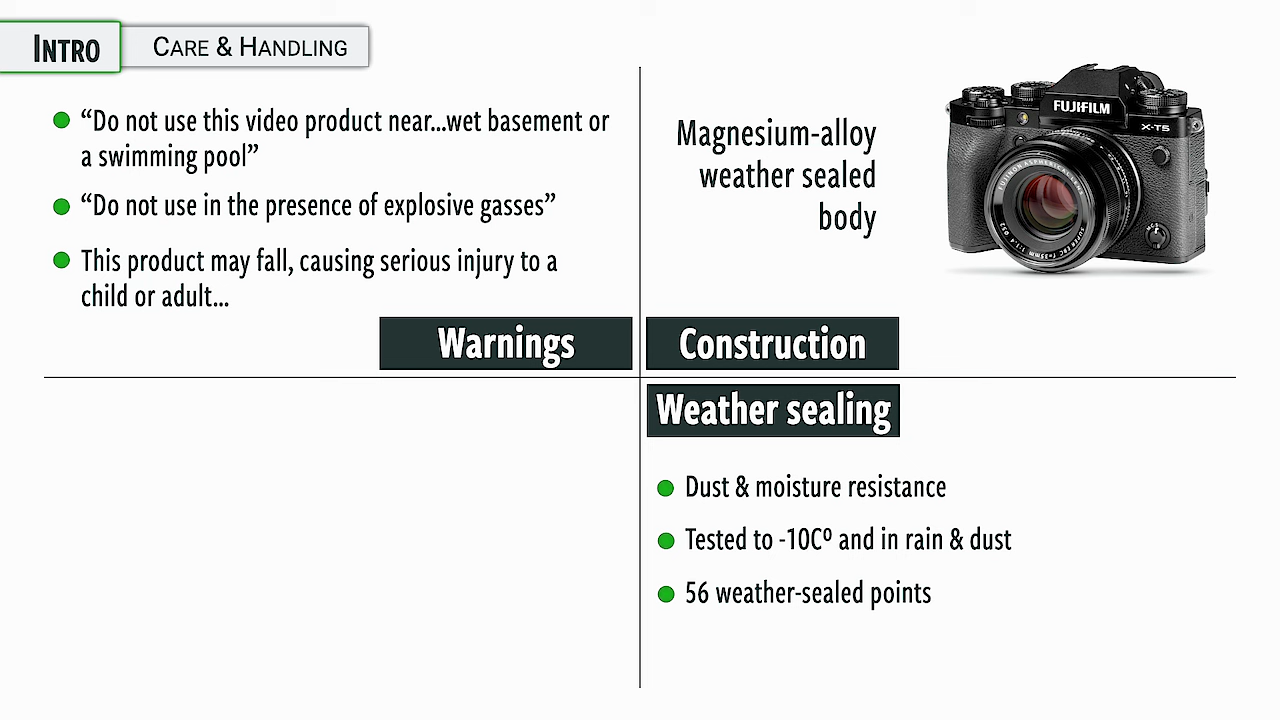 INTRO
CARE & HANDLING
“Do not use this video product near...wet basement or
a swimming pool”
“Do not use in the presence of explosive gasses”
This product may fall, causing serious injury to a
child or adult...
Warnings
Magnesium-alloy
weather sealed
body
FUJIFILM
X-T5
Construction
Weather sealing
Dust & moisture resistance
Tested to -10Cº and in rain & dust
56 weather-sealed points